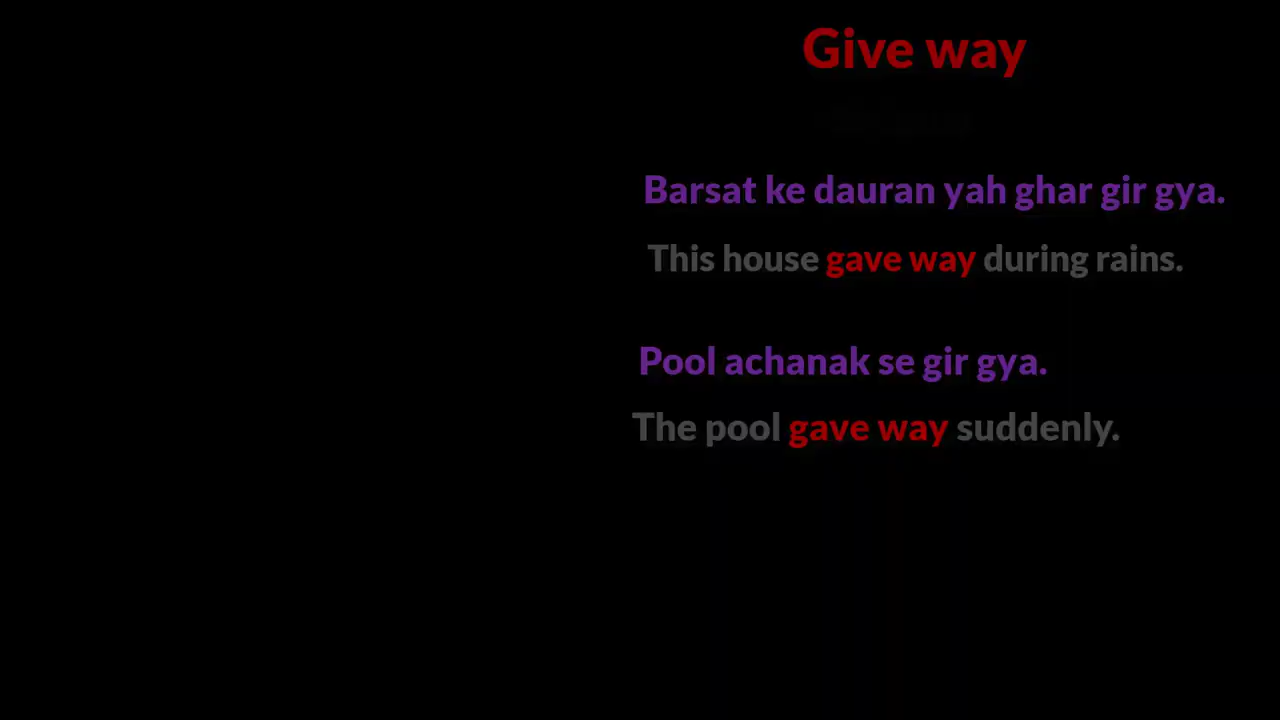 Give way
Barsat ke dauran yah ghar gir gya.
This house gave way during rains.
Pool achanak se gir gya.
The pool gave way suddenly.